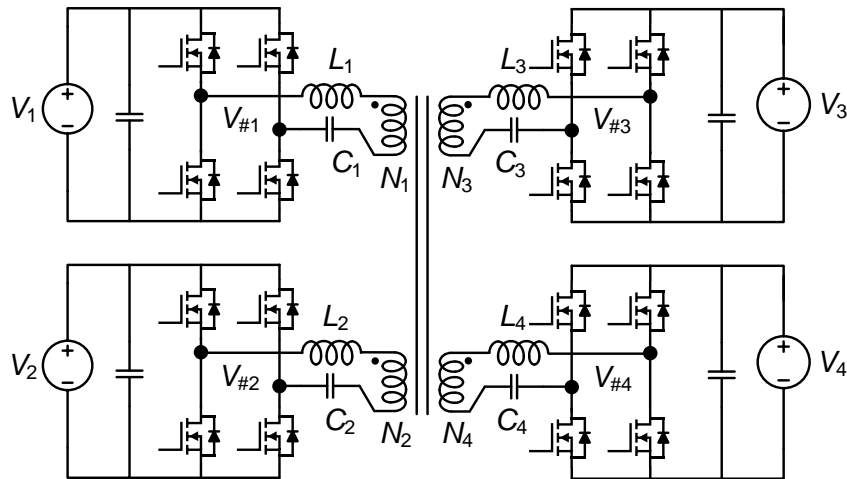 L1
L3
V1
+
−
V#1
C1
N1
N3
C3
V#3
+
−
V3
L2
L4
V2
+
−
V#2
C2
N2
N4
C4
V#4
+
−
V4